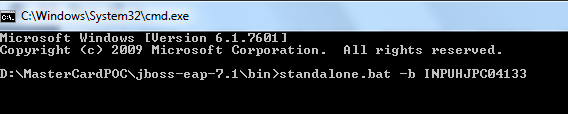 C:\Windows\System32\cmd.exe
Microsoft Windows [Version 6.1.7601]
Copyright (c) 2009 Microsoft Corporation.  All rights reserved.
D:\MasterCardPOC\jboss-eap-7.1\bin>standalone.bat -b INPUHJPC04133